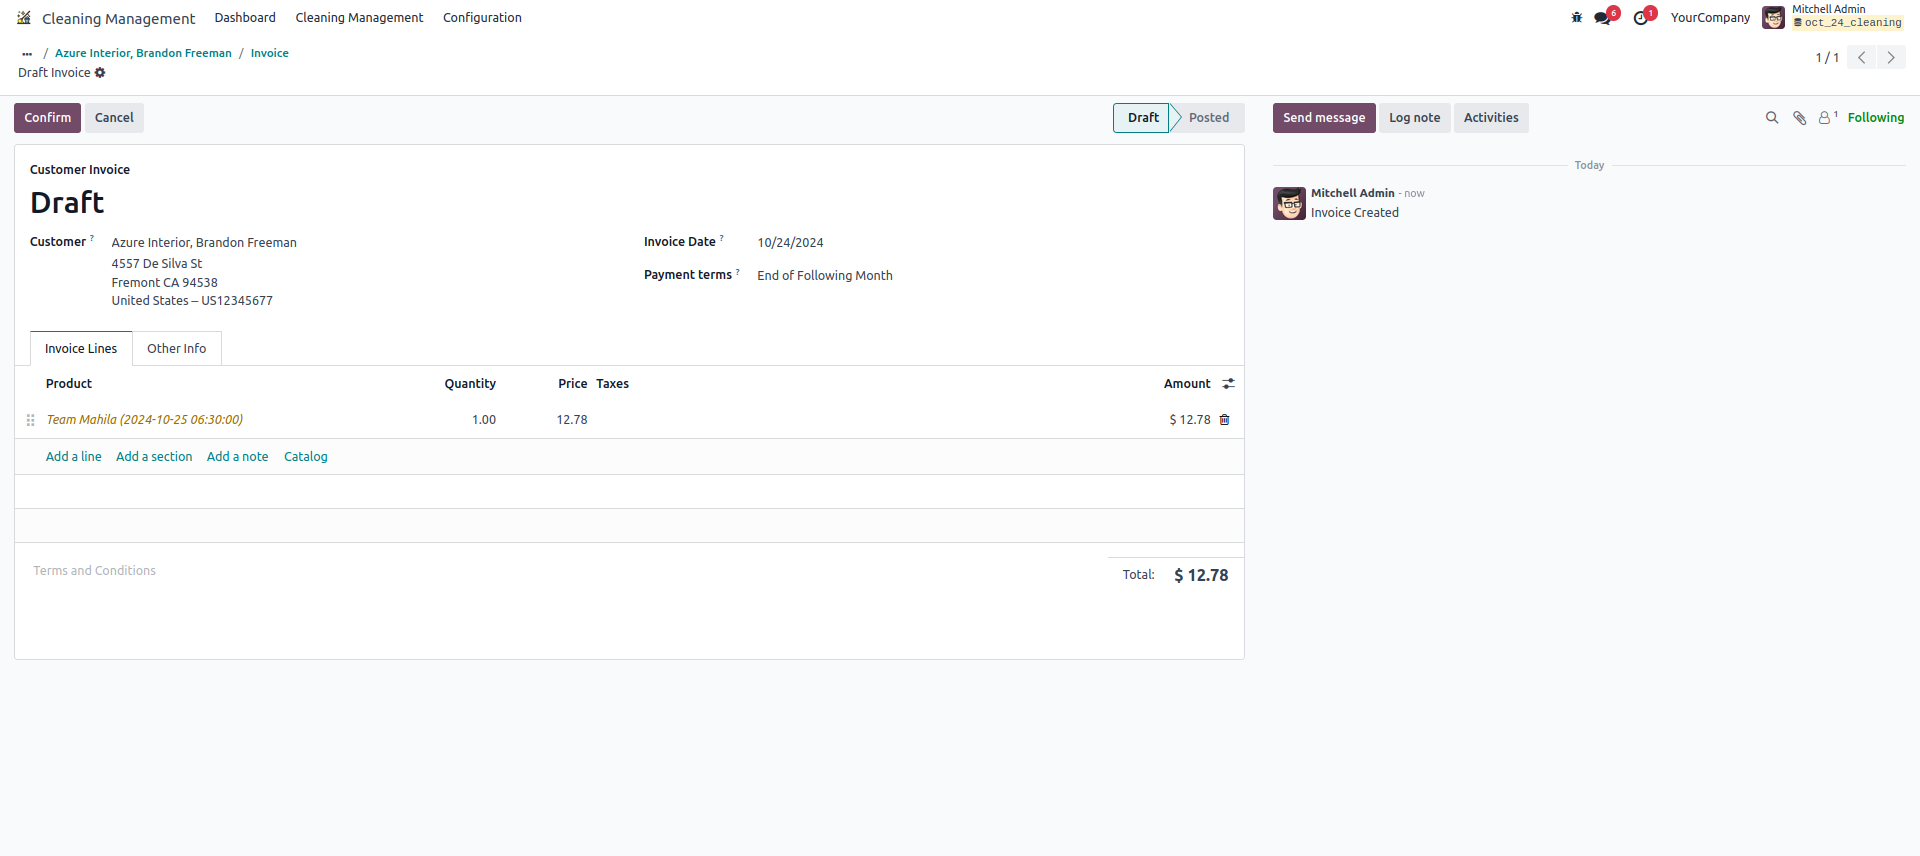 Cleaning Management Dashboard Cleaning Management Configuration 6 1 YourCompany Mitchell Admin
oct_24_cleaning
... / Azure Interior, Brandon Freeman / Invoice
Draft Invoice
1 / 1
Confirm Cancel Draft Posted Send message Log note Activities 1 Following
Customer Invoice
Draft
Customer ? Azure Interior, Brandon Freeman
4557 De Silva St
Fremont CA 94538
United States – US12345677
Invoice Date ? 10/24/2024
Payment terms ? End of Following Month
Invoice Lines Other Info
Product Quantity Price Taxes Amount
Team Mahila (2024-10-25 06:30:00) 1.00 12.78 $ 12.78
Add a line Add a section Add a note Catalog
Terms and Conditions
Total: $ 12.78
Today
Mitchell Admin - now
Invoice Created